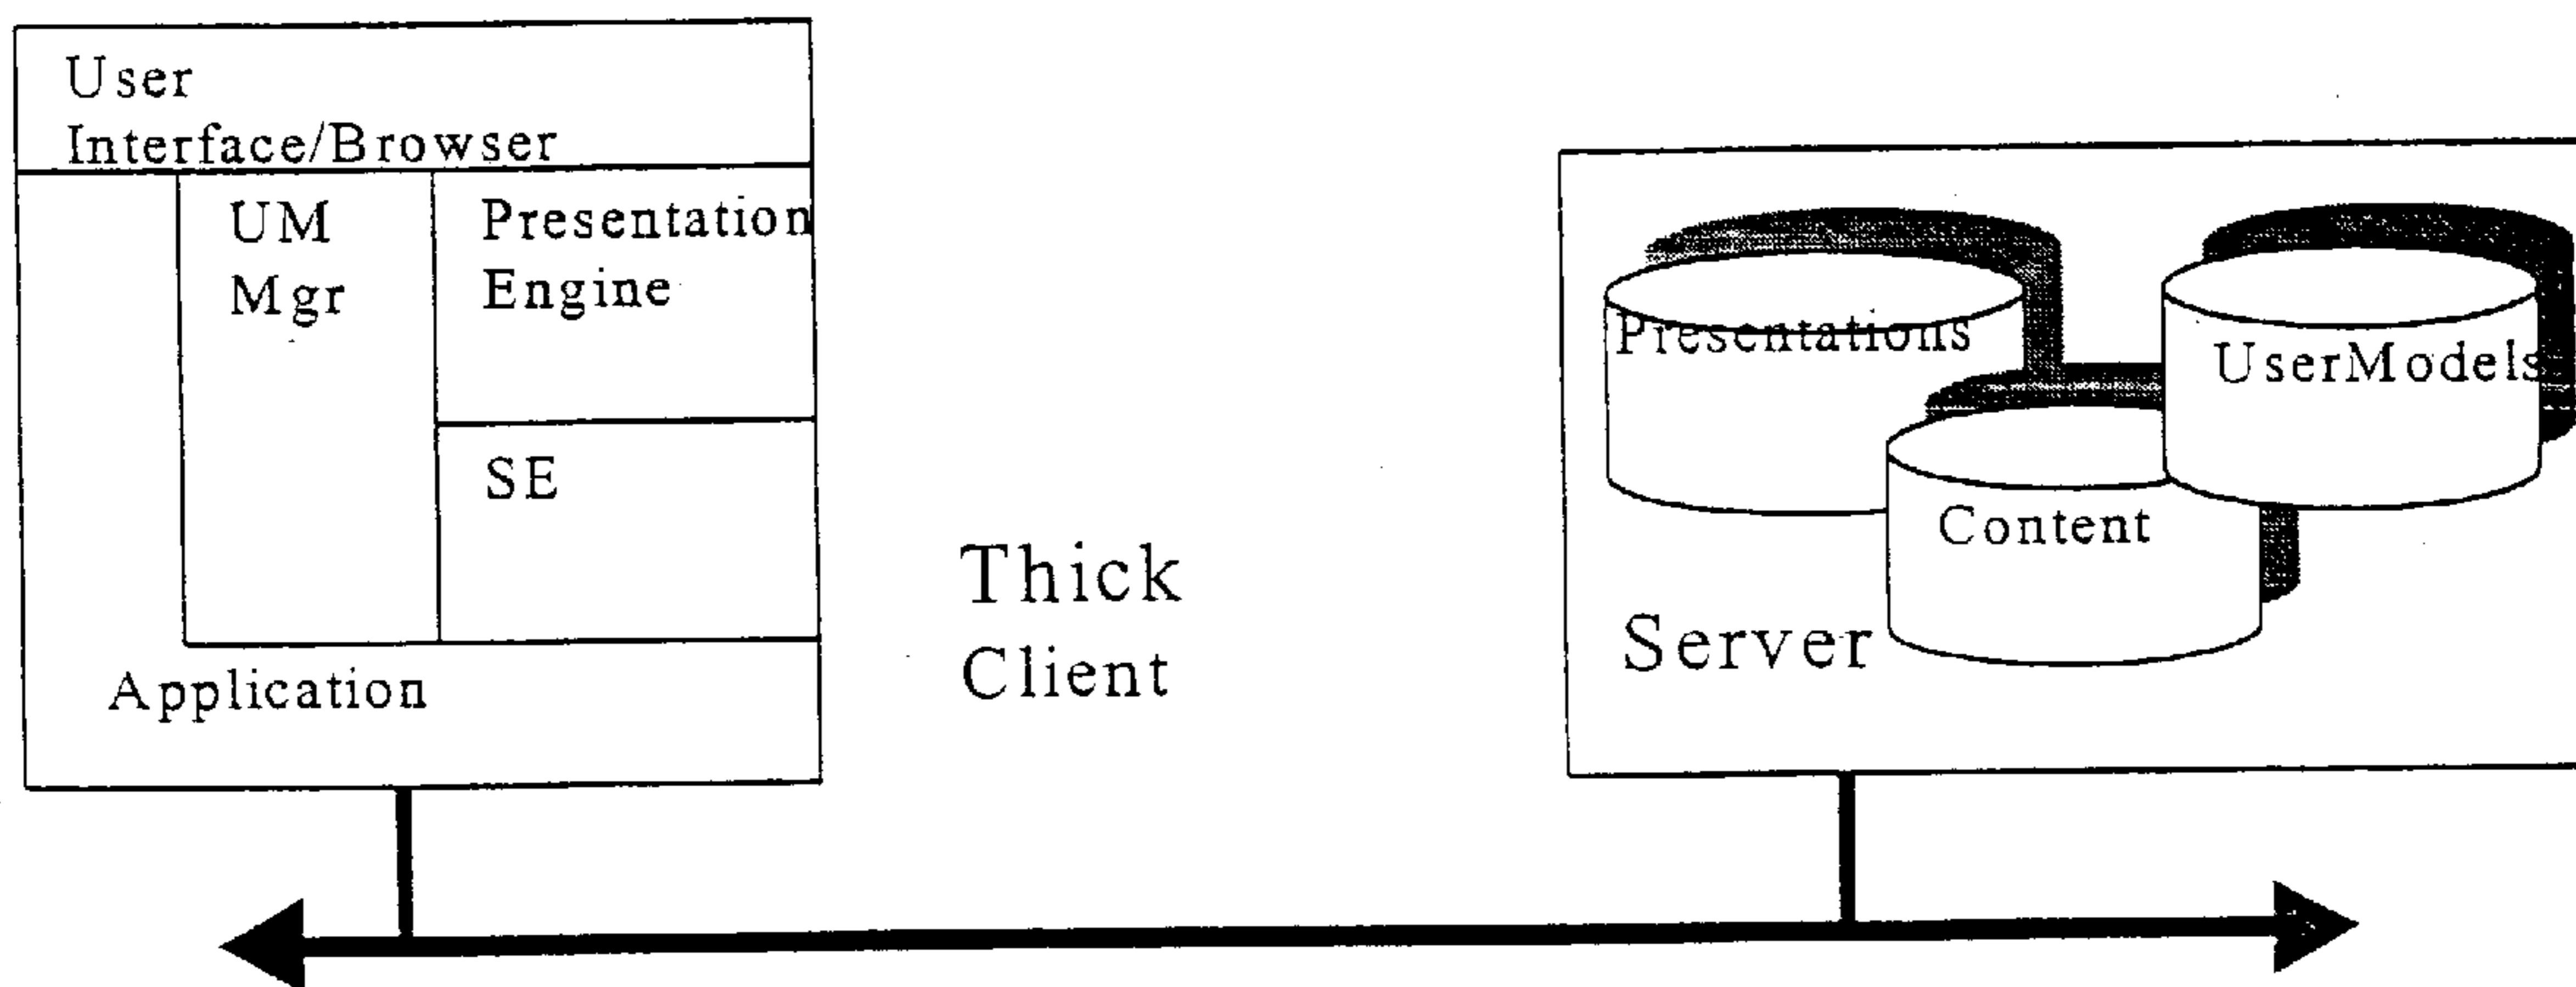 User
Interface/Browser
UM
Mgr
Presentation
Engine
SE
Application
Thick
Client
Presentations
UserModels
Content
Server